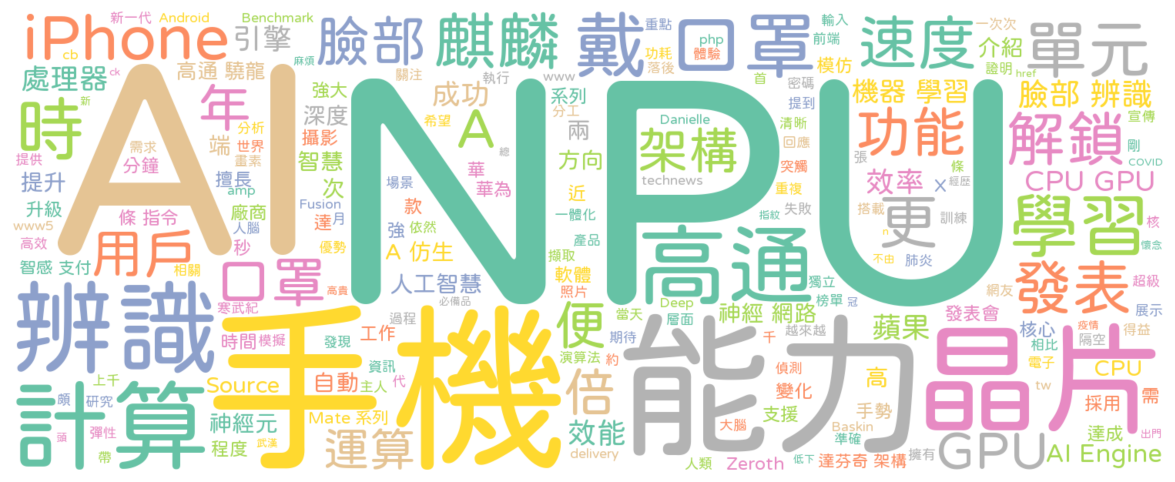 iPhone
新一代 Android
cb
ck
Benchmark
引擎
麻煩
臉部
關注
麒麟
執行
www
戴口罩
重點
php
功耗
體驗
落後
輸入
前端
模仿
速度
一次次
介紹
證明
href
單元
處理器
高通 驍龍
強大
成功
系列
分工
希望
首
密碼
提到
機器 學習
臉部 辨識
宣傳
時
新
年
深度
攝影
A
兩
Danielle
清晰
回應
功能
解鎖
剛
COVID
提供
分析
端
世界
畫素
需求
分鐘
AI
NPU
總
架構
technews
突觸
張
條
經歷
提升
擅長
amp
智慧
次
華
華為
方向
近
重複
效率
x
CPU GPU
升級
www5
高效
條 指令
廠商
人腦
Fusion
達
月
場景
款
強
依然
一體化
指紋
失敗
搭載
更
訓練
n
學習
核
懷念
用戶
秒
優勢
A 仿生
產品
擷取
高通
獨立
不由
肺炎
智感 支付
相關
寒武紀
口罩
高貴
人工智慧
必備品
軟體
照片
榜單
冠
網友
發表
超級
展示
辨識
時間
模擬
發現
過程
工作
當天
Deep
層面
神經 網路
越來越
蘋果
發表會
核心
疫情
相比
隔空
得益
手機
便
期待
演算法
約
千
能力
晶片
電子
CPU
tw
計算
上千
頗
研究
頭
彈性
帶
Source
神經元
武漢
程度
自動
主人
資訊
代
Mate 系列
運算
倍
效能
delivery
偵測
變化
支援
大腦
高
手勢
Baskin
準確
採用
需
達成
出門
人類
Zeroth
低下
達芬奇 架構
擁有
GPU
AI Engine